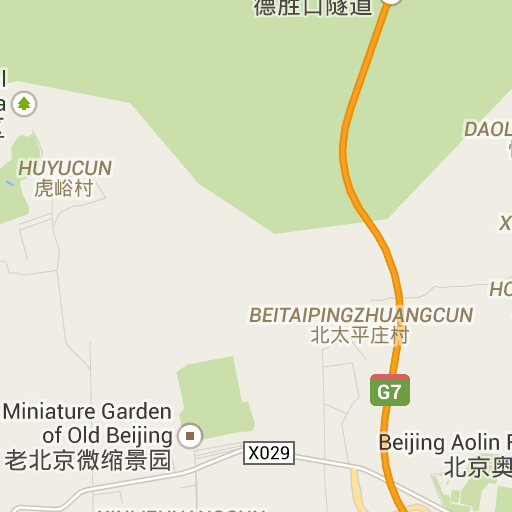 德胜口隧道
HUYUCUN
虎峪村
DAOL
BEITAIPINGZHUANGCUN
北太平庄村
G7
Miniature Garden
of Old Beijing
老北京微缩景园
X029
Beijing Aolin
北京奥